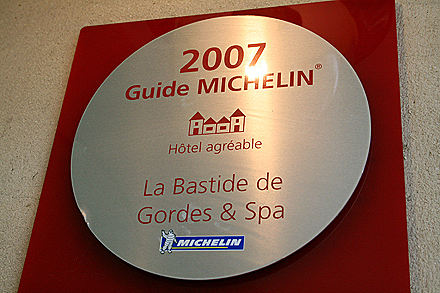 2007
Guide MICHELIN®
Hôtel agréable
La Bastide de
Gordes & Spa
MICHELIN